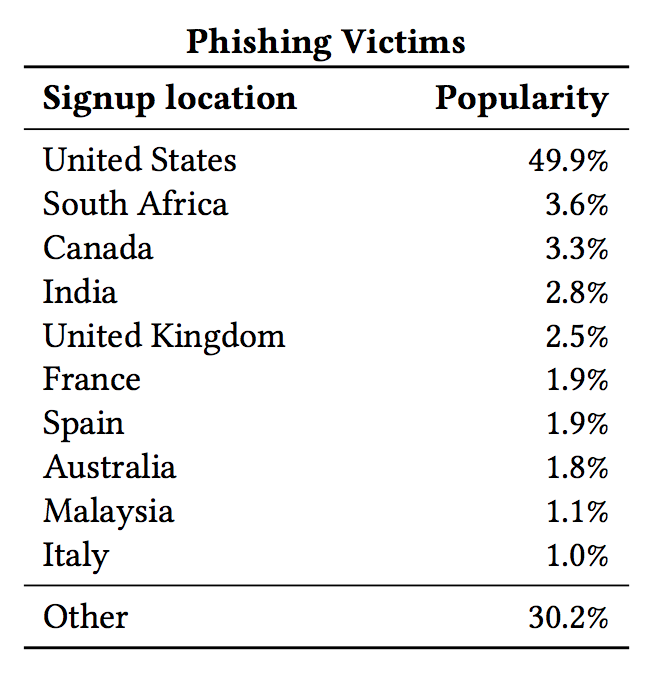 Phishing Victims
Signup location Popularity
United States 49.9%
South Africa 3.6%
Canada 3.3%
India 2.8%
United Kingdom 2.5%
France 1.9%
Spain 1.9%
Australia 1.8%
Malaysia 1.1%
Italy 1.0%
Other 30.2%